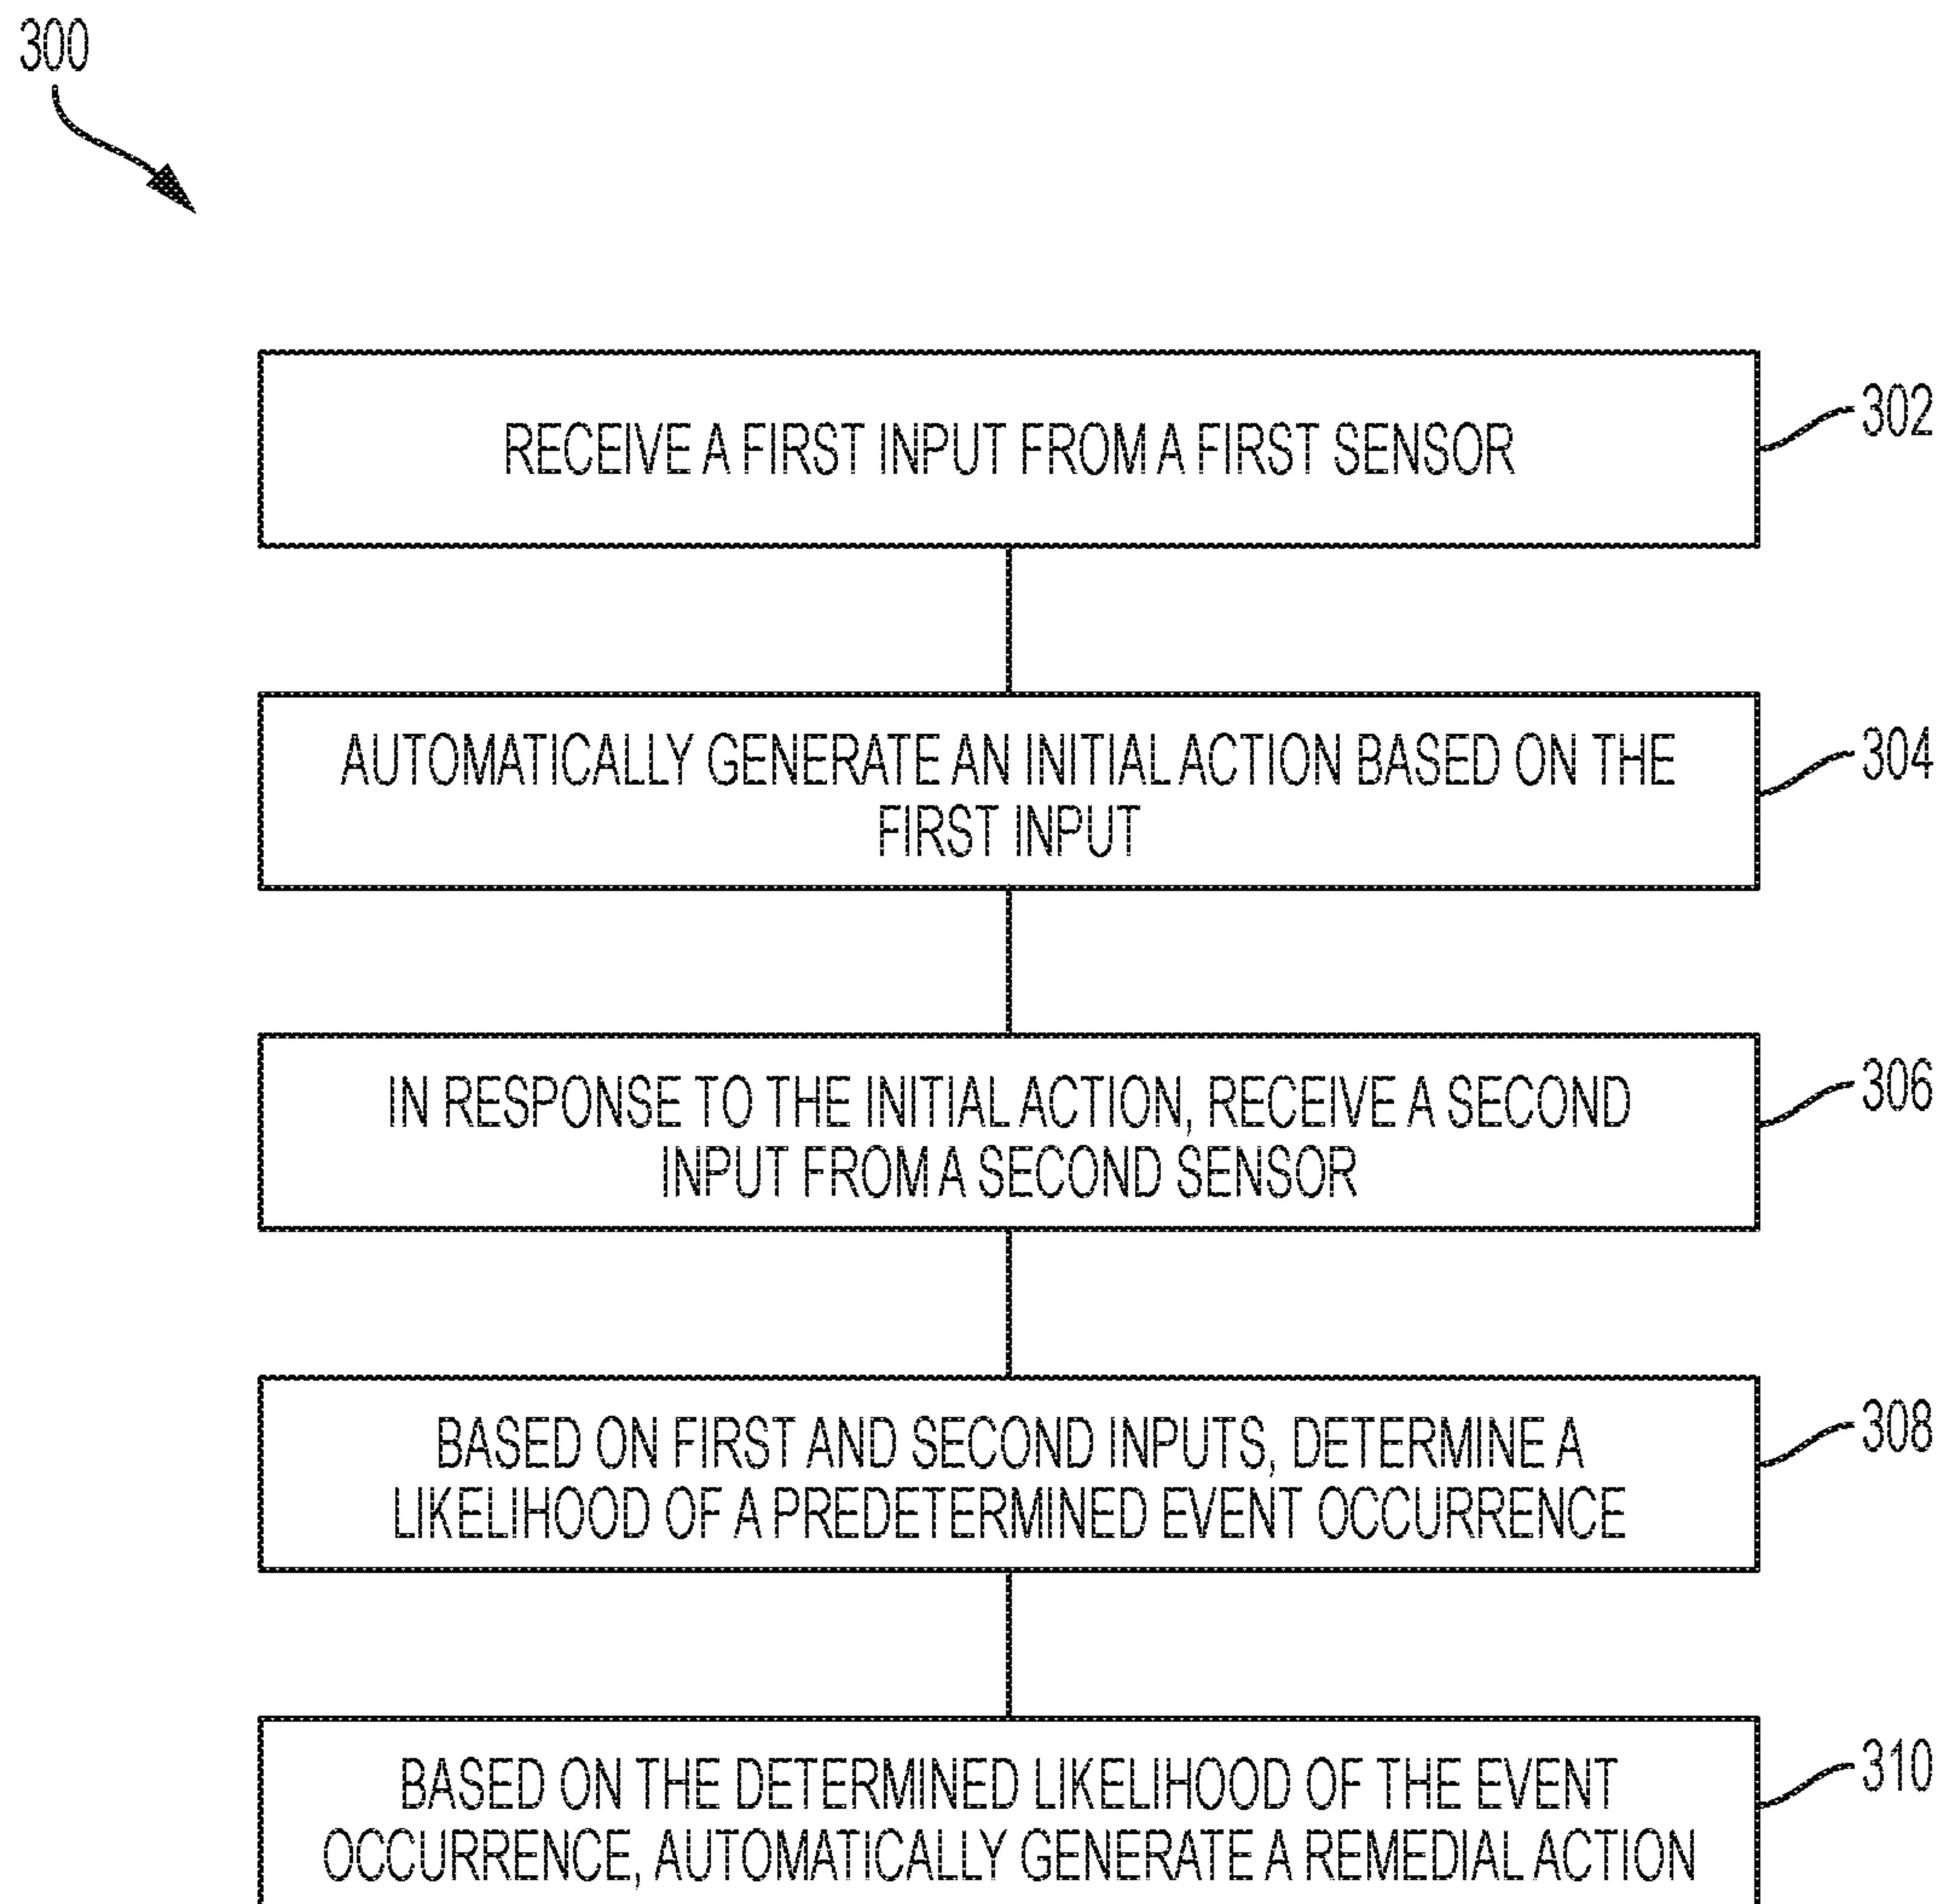 300
RECEIVE A FIRST INPUT FROM A FIRST SENSOR
302
AUTOMATICALLY GENERATE AN INITIAL ACTION BASED ON THE
FIRST INPUT
304
IN RESPONSE TO THE INITIAL ACTION, RECEIVE A SECOND
INPUT FROM A SECOND SENSOR
306
BASED ON FIRST AND SECOND INPUTS, DETERMINE A
LIKELIHOOD OF A PREDETERMINED EVENT OCCURRENCE
308
BASED ON THE DETERMINED LIKELIHOOD OF THE EVENT
OCCURRENCE, AUTOMATICALLY GENERATE A REMEDIAL ACTION
310